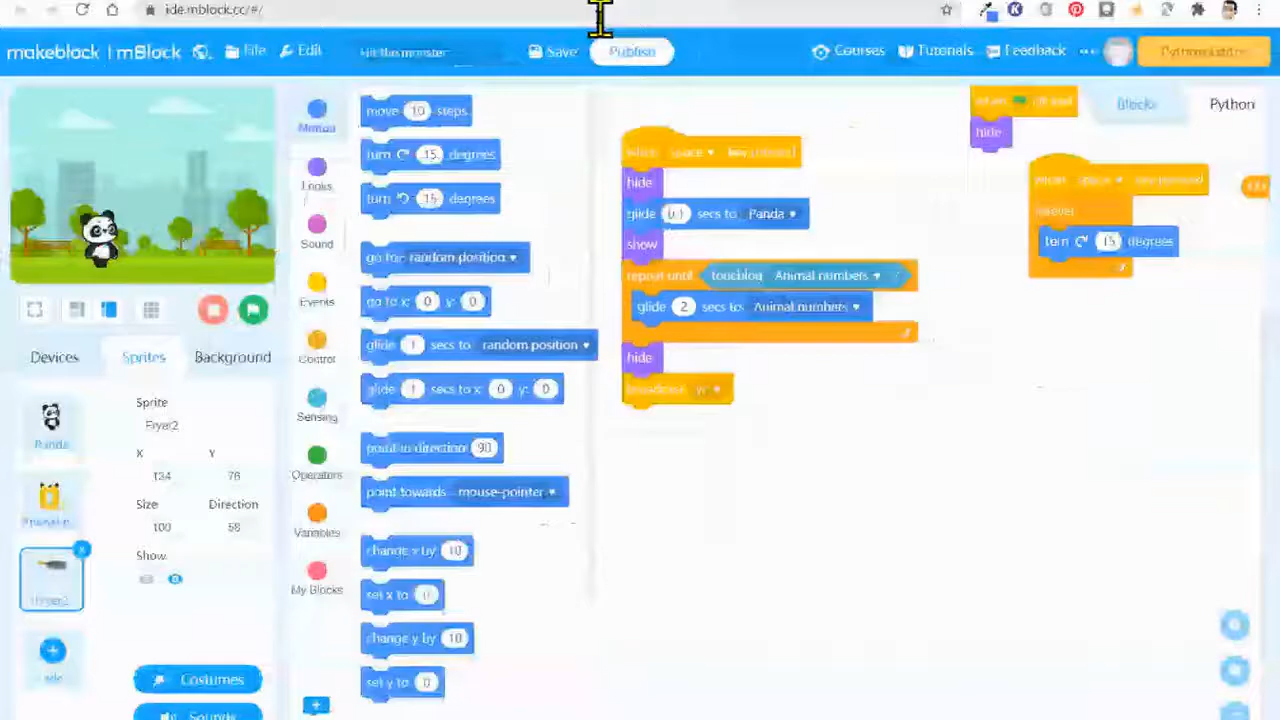 ide.mblock.cc/#/
makeblock | mBlock File Edit Hit the monster Save Publish Courses Tutorials Feedback
Blocks Python
Motion
Looks
Sound
Events
Control
Sensing
Operators
Variables
My Blocks
move 10 steps
turn 15 degrees
turn 15 degrees
go to random position
go to x: 0 y: 0
glide 1 secs to random position
glide 1 secs to x: 0 y: 0
point in direction 90
point towards mouse-pointer
change x by 10
set x to 0
change y by 10
set y to 0
when space key pressed
hide
glide 0.1 secs to Panda
show
repeat until touching Animal numbers ?
glide 2 secs to Animal numbers
hide
broadcast
hide
when space key pressed
forever
turn 15 degrees
Devices Sprites Background
Panda
Sprite
Fryer2
X Y
134 76
Size Direction
100 58
Show
Costumes
Sounds